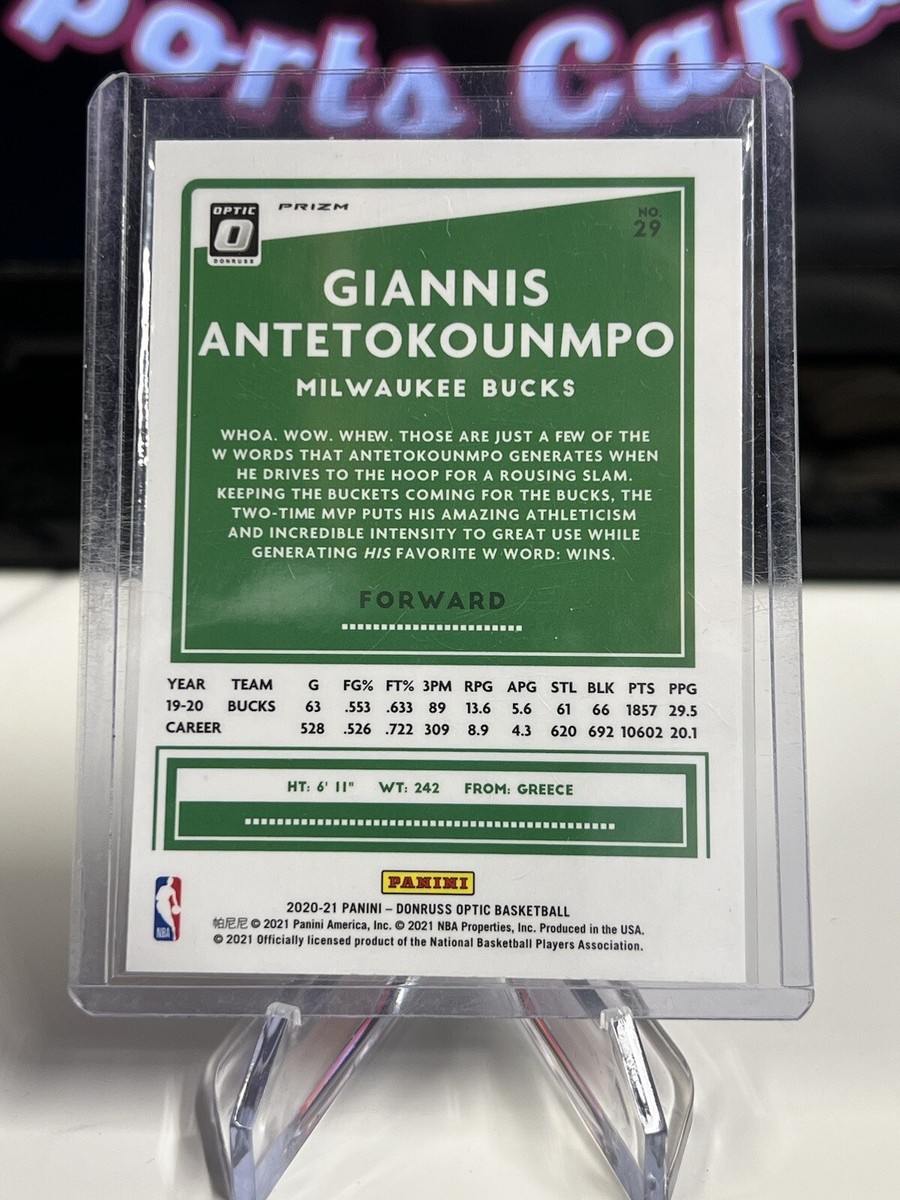 ports Card
OPTIC
O
DONRUSS
PRIZM
NO.
29
GIANNIS
ANTETOKOUNMPO
MILWAUKEE BUCKS
WHOA. WOW. WHEW. THOSE ARE JUST A FEW OF THE
W WORDS THAT ANTETOKOUNMPO GENERATES WHEN
HE DRIVES TO THE HOOP FOR A ROUSING SLAM.
KEEPING THE BUCKETS COMING FOR THE BUCKS, THE
TWO-TIME MVP PUTS HIS AMAZING ATHLETICISM
AND INCREDIBLE INTENSITY TO GREAT USE WHILE
GENERATING HIS FAVORITE W WORD: WINS.
FORWARD
YEAR TEAM G FG% FT% 3PM RPG APG STL BLK PTS PPG
19-20 BUCKS 63 .553 .633 89 13.6 5.6 61 66 1857 29.5
CAREER 528 .526 .722 309 8.9 4.3 620 692 10602 20.1
HT: 6' 11" WT: 242 FROM: GREECE
PANINI
NBA
2020-21 PANINI – DONRUSS OPTIC BASKETBALL
帕尼尼 © 2021 Panini America, Inc. © 2021 NBA Properties, Inc. Produced in the USA.
© 2021 Officially licensed product of the National Basketball Players Association.